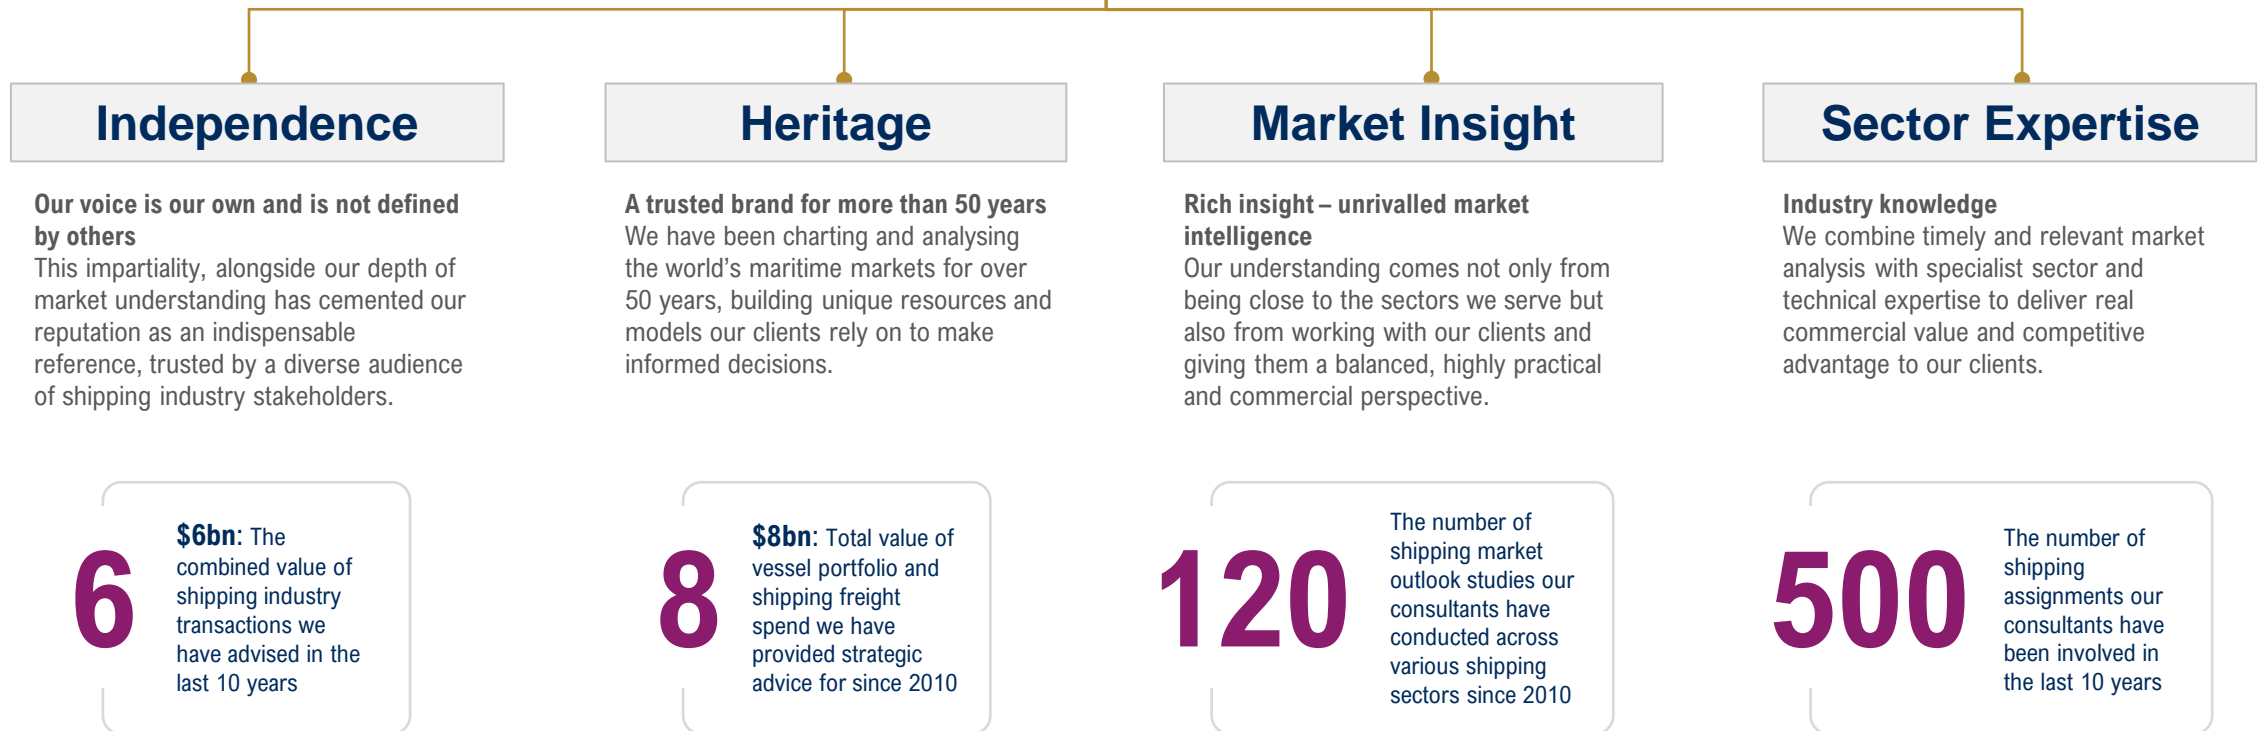 Independence
Our voice is our own and is not defined
by others
This impartiality, alongside our depth of
market understanding has cemented our
reputation as an indispensable
reference, trusted by a diverse audience
of shipping industry stakeholders.
6
$6bn: The
combined value of
shipping industry
transactions we
have advised in the
last 10 years
Heritage
A trusted brand for more than 50 years
We have been charting and analysing
the world's maritime markets for over
50 years, building unique resources and
models our clients rely on to make
informed decisions.
8
$8bn: Total value of
vessel portfolio and
shipping freight
spend we have
provided strategic
advice for since 2010
Market Insight
Rich insight – unrivalled market
intelligence
Our understanding comes not only from
being close to the sectors we serve but
also from working with our clients and
giving them a balanced, highly practical
and commercial perspective.
120
The number of
shipping market
outlook studies our
consultants have
conducted across
various shipping
sectors since 2010
Sector Expertise
Industry knowledge
We combine timely and relevant market
analysis with specialist sector and
technical expertise to deliver real
commercial value and competitive
advantage to our clients.
500
The number of
shipping
assignments our
consultants have
been involved in
the last 10 years